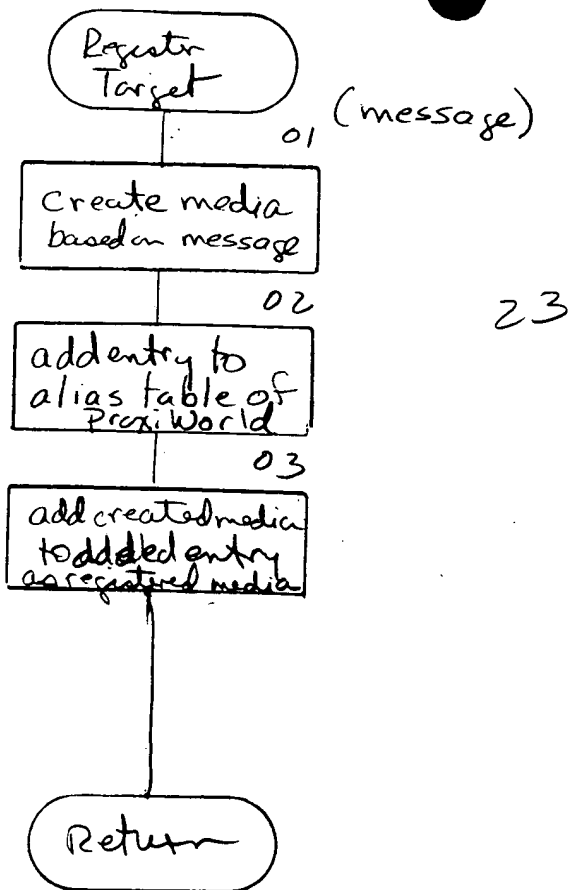 Register
Target
(message)
01
create media
based on message
02
23
add entry to
alias table of
ProxiWorld
03
add created media
to added entry
as registered media
Return